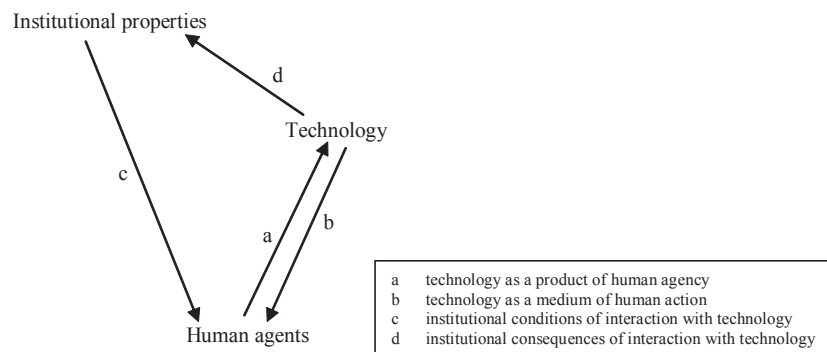 Institutional properties
d
Technology
c
a
b
Human agents
a technology as a product of human agency
b technology as a medium of human action
c institutional conditions of interaction with technology
d institutional consequences of interaction with technology